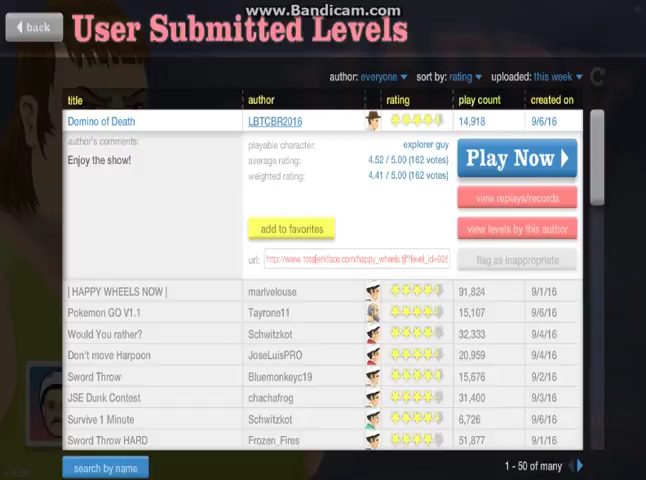 www.Bandicam.com
back
User Submitted Levels
author: everyone sort by: rating uploaded: this week
title author rating play count created on
Domino of Death LBTCBR2016 14,918 9/6/16
author's comments:
Enjoy the show!
playable character: explorer guy
average rating: 4.52 / 5.00 (162 votes)
weighted rating: 4.41 / 5.00 (162 votes)
Play Now
view replays/records
add to favorites
view levels by this author
url:
flag as inappropriate
| HAPPY WHEELS NOW | marlvelouse 91,824 9/1/16
Pokemon GO V1.1 Tayrone11 15,107 9/6/16
Would You rather? Schwitzkot 32,333 9/4/16
Don't move Harpoon JoseLuisPRO 20,959 9/4/16
Sword Throw Bluemonkeyc19 15,676 9/2/16
JSE Dunk Contest chachafrog 31,400 9/3/16
Survive 1 Minute Schwitzkot 6,726 9/6/16
Sword Throw HARD Frozen_Fires 51,877 9/1/16
search by name
1 - 50 of many